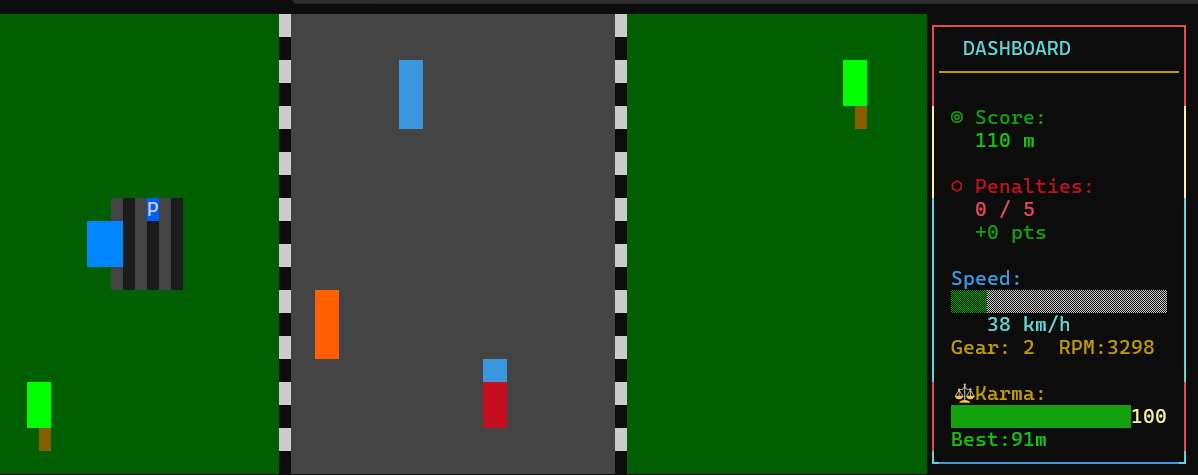 DASHBOARD
P
◎ Score:
110 m
⬡ Penalties:
0 / 5
+0 pts
Speed:
38 km/h
Gear: 2 RPM:3298
⚖Karma:
100
Best:91m